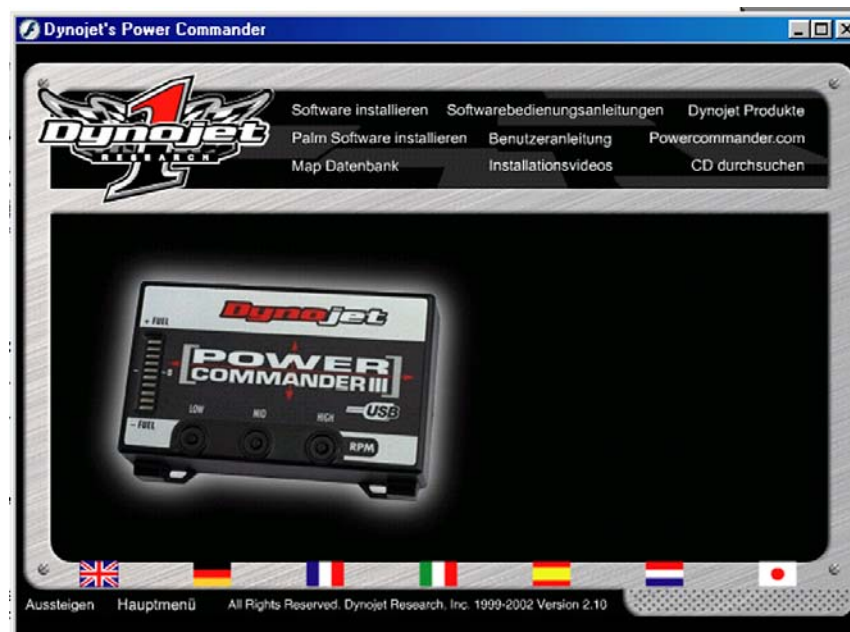 Dynojet's Power Commander
1
Dynojet
RESEARCH
Software installieren Softwarebedienungsanleitungen Dynojet Produkte
Palm Software installieren Benutzeranleitung Powercommander.com
Map Datenbank Installationsvideos CD durchsuchen
Dynojet
+ FUEL
[POWER
COMMANDER III]
- 0
USB
LOW MID HIGH
- FUEL
RPM
Aussteigen Hauptmenü All Rights Reserved. Dynojet Research, Inc. 1999-2002 Version 2.10